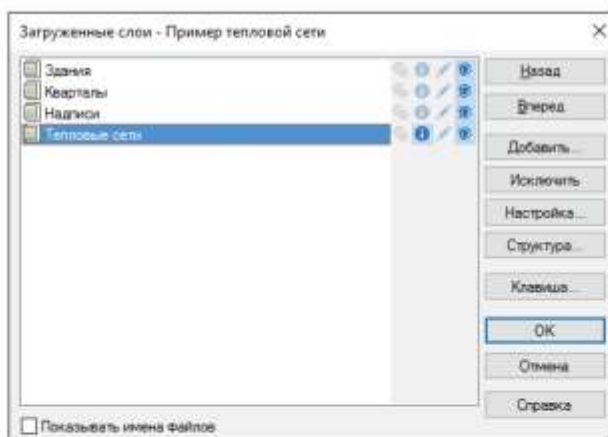 Загруженные слои - Пример тепловой сети
Здания
Кварталы
Надписи
Тепловые сети
Назад
Вперед
Добавить...
Исключить
Настройка...
Структура...
Клавиша...
OK
Отмена
Справка
Показывать имена файлов